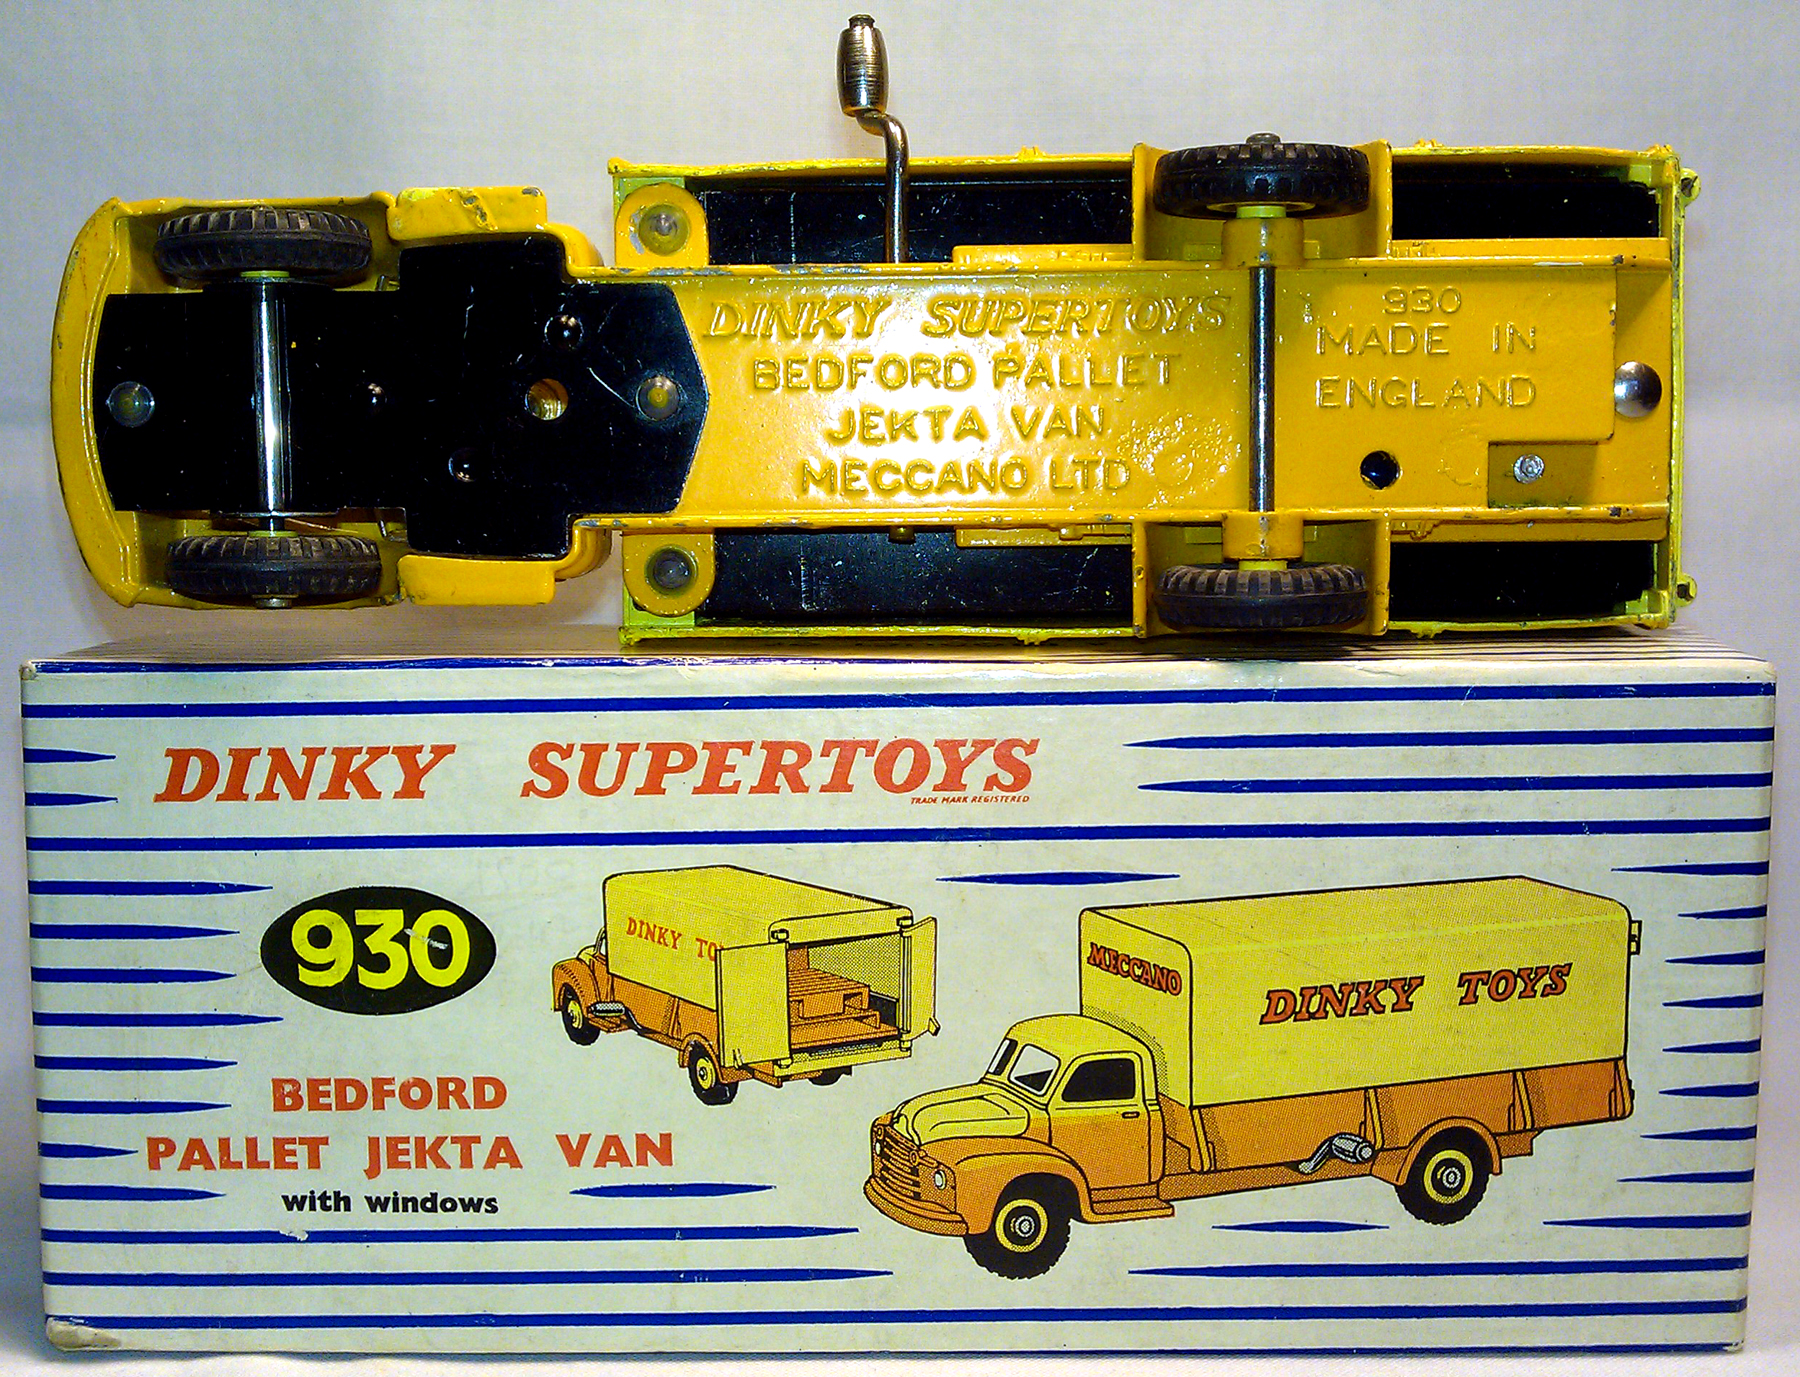 DINKY SUPERTOYS
BEDFORD PALLET
JEKTA VAN
MECCANO LTD
930
MADE IN
ENGLAND
DINKY SUPERTOYS
TRADE MARK REGISTERED
930
BEDFORD
PALLET JEKTA VAN
with windows
DINKY TO
MECCANO
DINKY TOYS